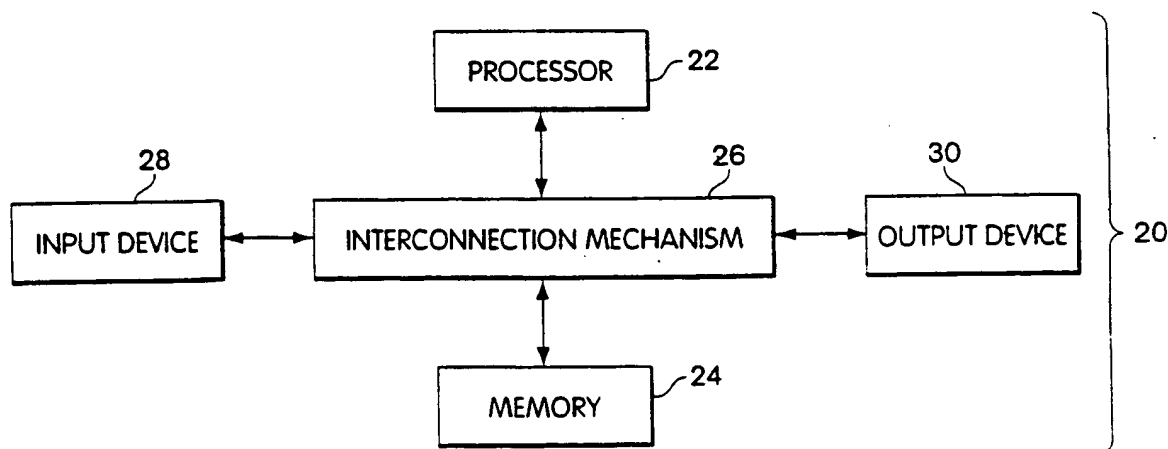 PROCESSOR
22
28
26
30
INPUT DEVICE
INTERCONNECTION MECHANISM
OUTPUT DEVICE
20
24
MEMORY